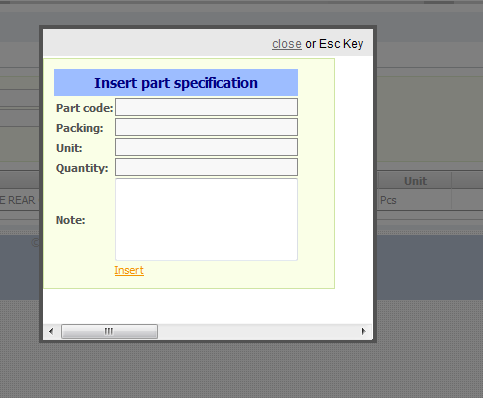 close or Esc Key
Insert part specification
Part code:
Packing:
Unit:
Quantity:
Note:
Insert
Unit
E REAR
Pcs